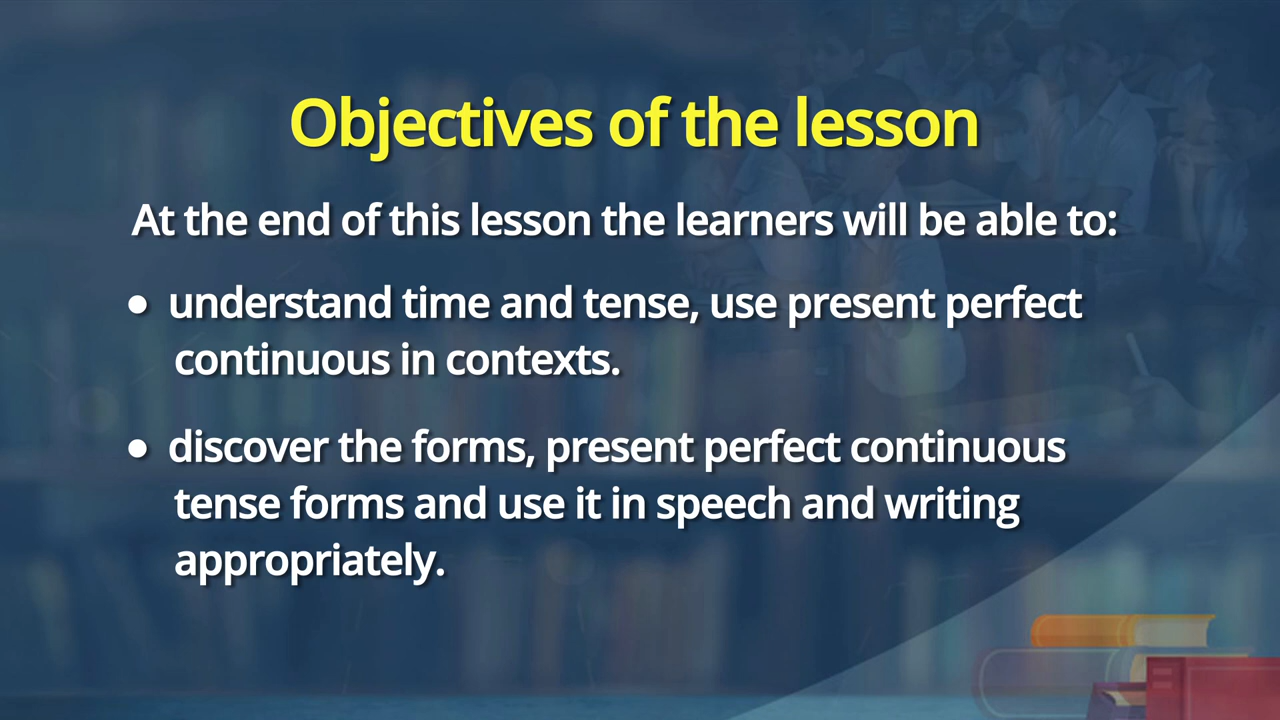 Objectives of the lesson
At the end of this lesson the learners will be able to:
● understand time and tense, use present perfect
continuous in contexts.
● discover the forms, present perfect continuous
tense forms and use it in speech and writing
appropriately.